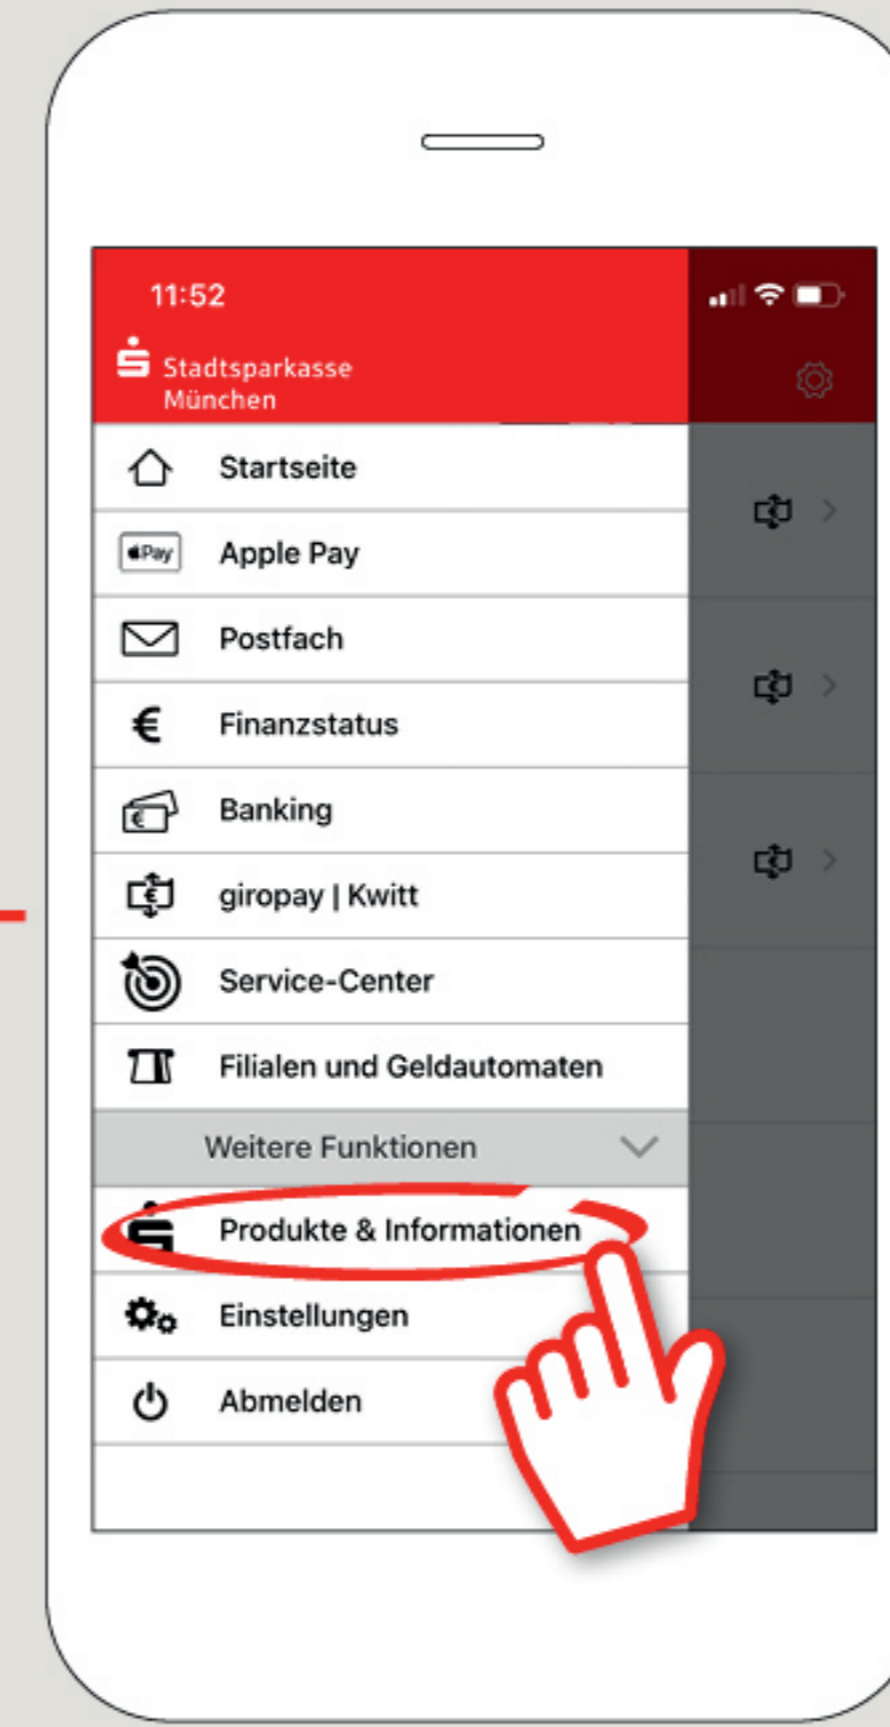 11:52
Stadtsparkasse
München
Startseite
Pay
Apple Pay
Postfach
Finanzstatus
Banking
giropay | Kwitt
Service-Center
Filialen und Geldautomaten
Weitere Funktionen
Produkte & Informationen
Einstellungen
Abmelden